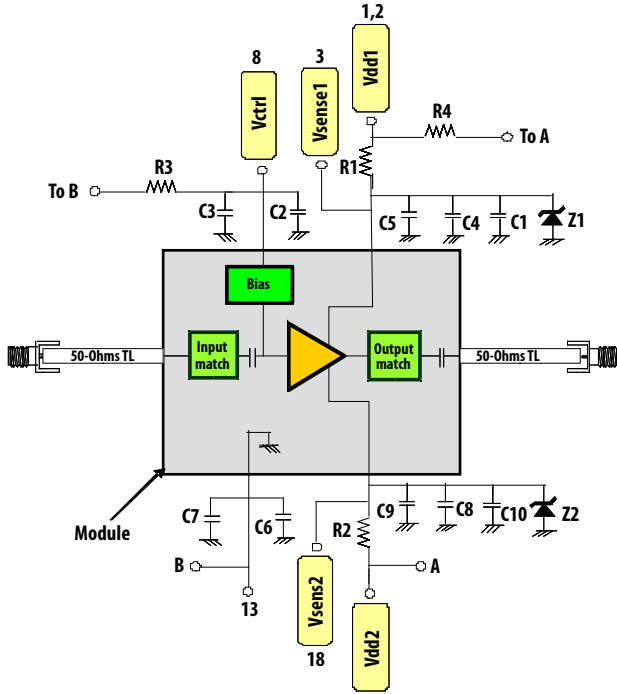 1,2
3
8
Vdd1
Vsense1
Vctrl
R4
To A
R1
R3
To B
C3
C2
C5
C4
C1
Z1
Bias
50-Ohms TL
Input
match
Output
match
50-Ohms TL
Module
C7
C6
R2
C9
C8
C10
Z2
B
A
13
Vsens2
18
Vdd2